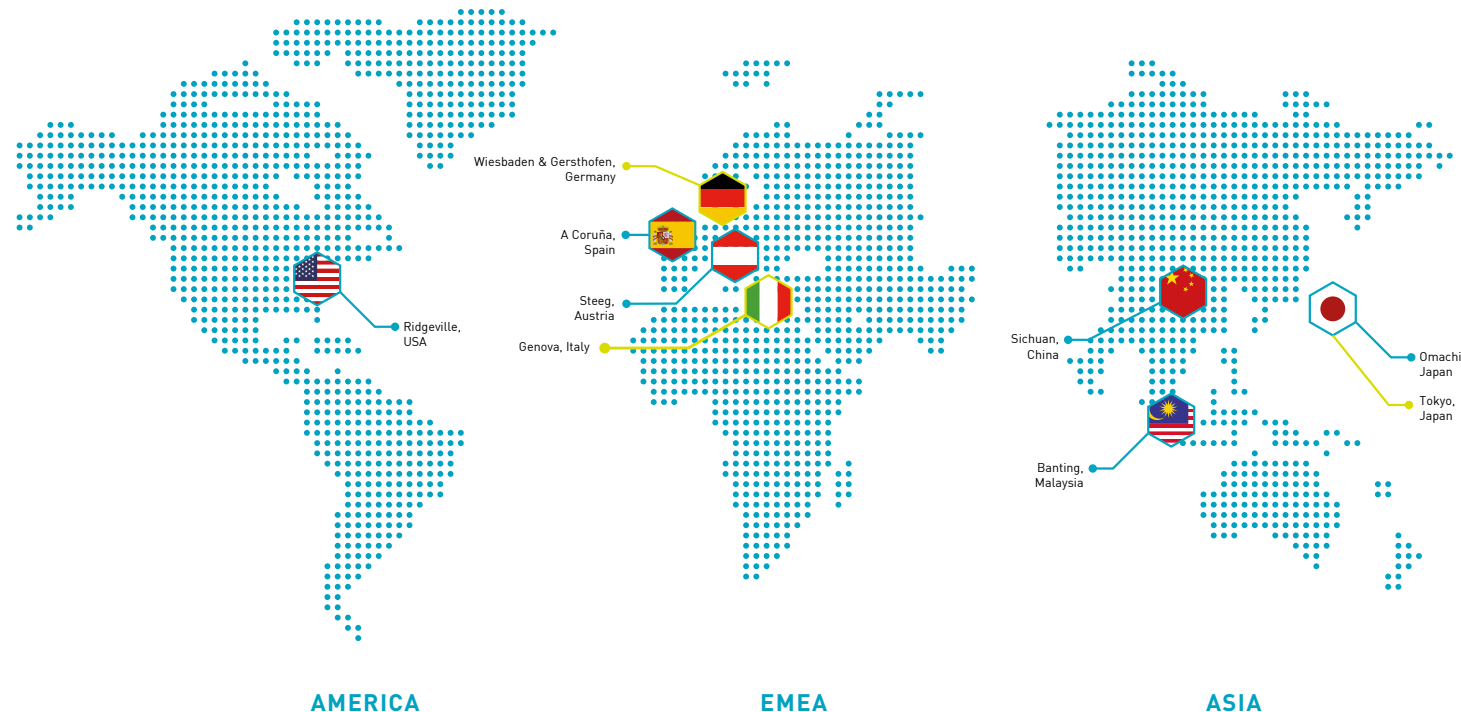 Wiesbaden & Gersthofen,
Germany
A Coruña,
Spain
Steeg,
Austria
Genova, Italy
Ridgeville,
USA
Sichuan,
China
Omachi
Japan
Tokyo,
Japan
Banting,
Malaysia
AMERICA
EMEA
ASIA